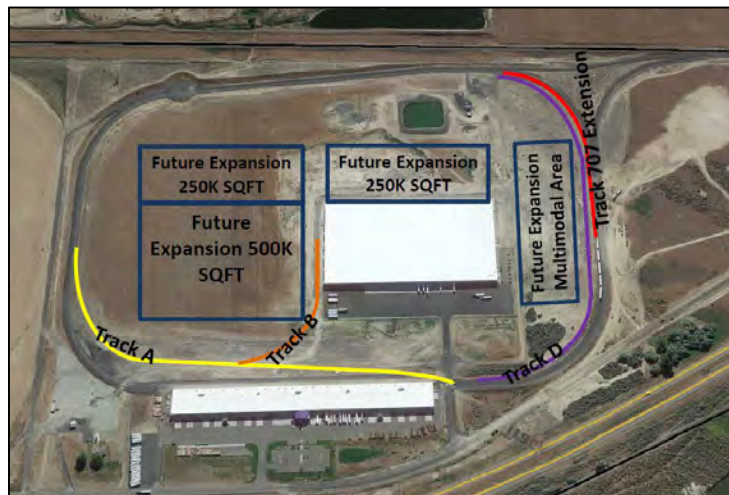 Future Expansion
250K SQFT
Future Expansion
250K SQFT
Future
Expansion 500K
SQFT
Future Expansion
Multimodal Area
Track 707 Extension
Track A
Track B
Track D